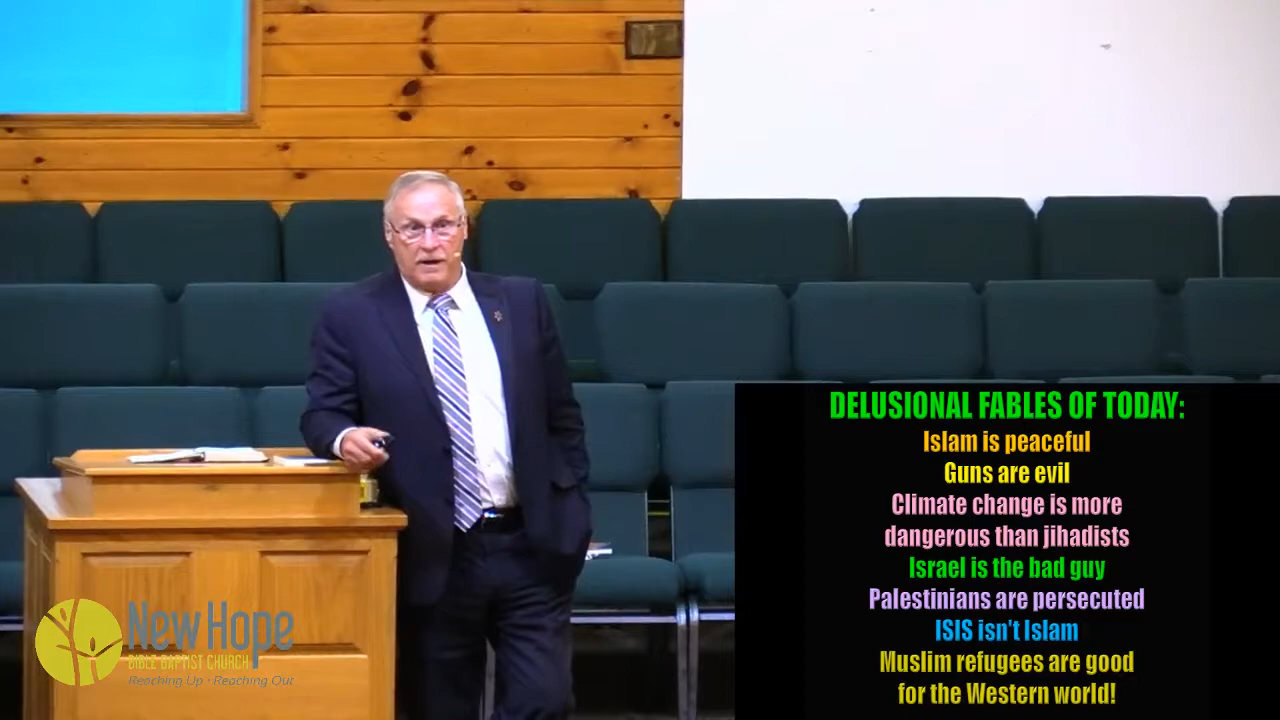 DELUSIONAL FABLES OF TODAY:
Islam is peaceful
Guns are evil
Climate change is more
dangerous than jihadists
Israel is the bad guy
Palestinians are persecuted
ISIS isn't Islam
Muslim refugees are good
for the Western world!
New Hope
BIBLE BAPTIST CHURCH
Reaching Up · Reaching Out